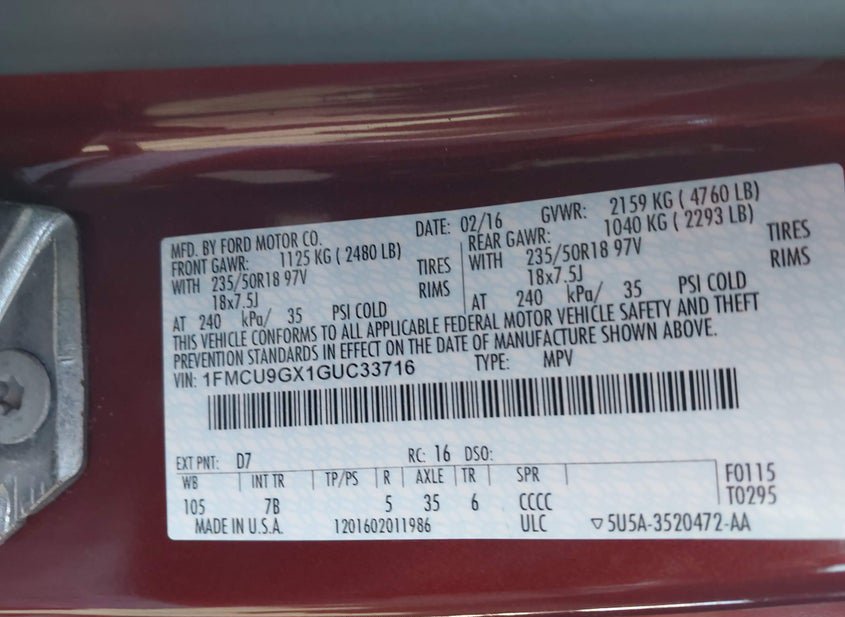 MFD. BY FORD MOTOR CO. DATE: 02/16 GVWR: 2159 KG ( 4760 LB)
FRONT GAWR: 1125 KG ( 2480 LB) REAR GAWR: 1040 KG ( 2293 LB)
WITH 235/50R18 97V TIRES WITH 235/50R18 97V TIRES
18x7.5J RIMS 18x7.5J RIMS
AT 240 kPa/ 35 PSI COLD AT 240 kPa/ 35 PSI COLD
THIS VEHICLE CONFORMS TO ALL APPLICABLE FEDERAL MOTOR VEHICLE SAFETY AND THEFT
PREVENTION STANDARDS IN EFFECT ON THE DATE OF MANUFACTURE SHOWN ABOVE.
VIN: 1FMCU9GX1GUC33716 TYPE: MPV
EXT PNT: D7 RC: 16 DSO:
WB INT TR TP/PS R AXLE TR SPR F0115
105 7B 5 35 6 CCCC T0295
MADE IN U.S.A. 1201602011986 ULC ▽5U5A-3520472-AA